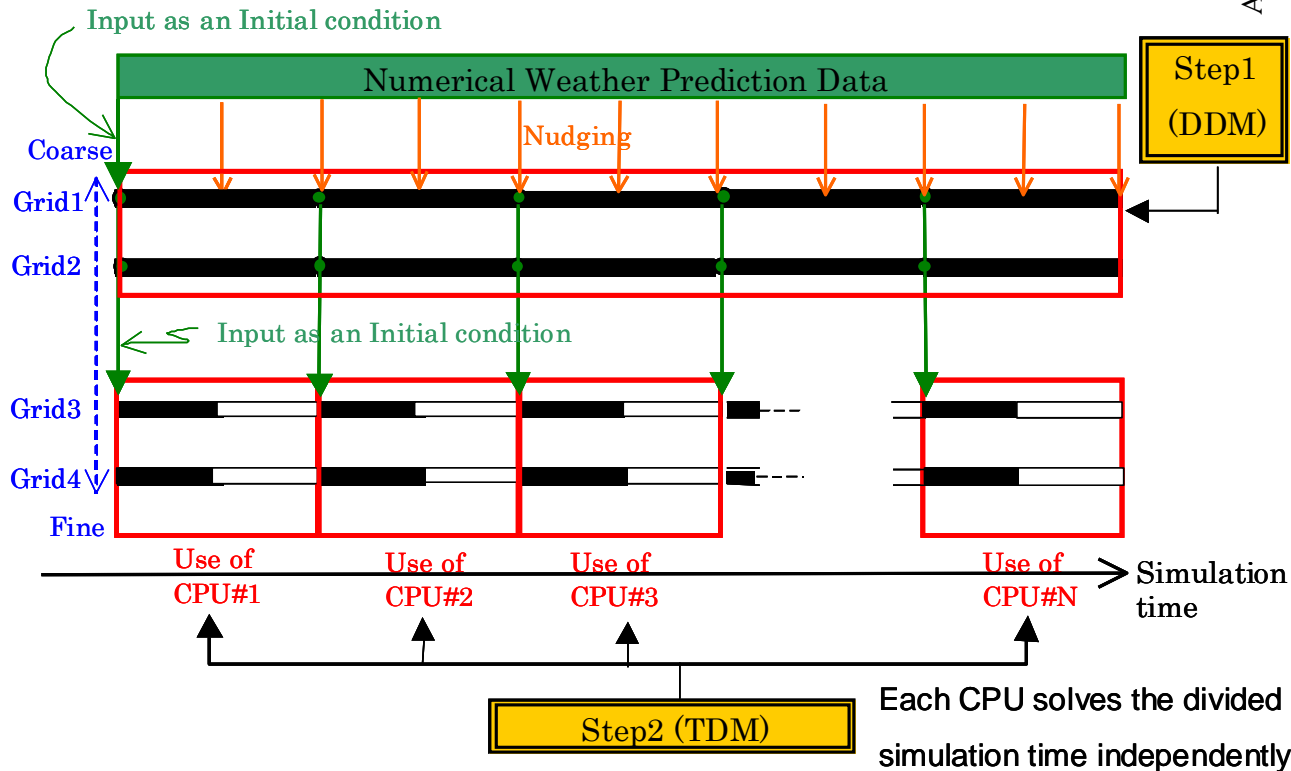 Input as an Initial condition
A
Numerical Weather Prediction Data
Step1
(DDM)
Nudging
Coarse
Grid1
Grid2
Input as an Initial condition
Grid3
Grid4
Fine
Use of
CPU#1
Use of
CPU#2
Use of
CPU#3
Use of
CPU#N
Simulation
time
Step2 (TDM)
Each CPU solves the divided
simulation time independently